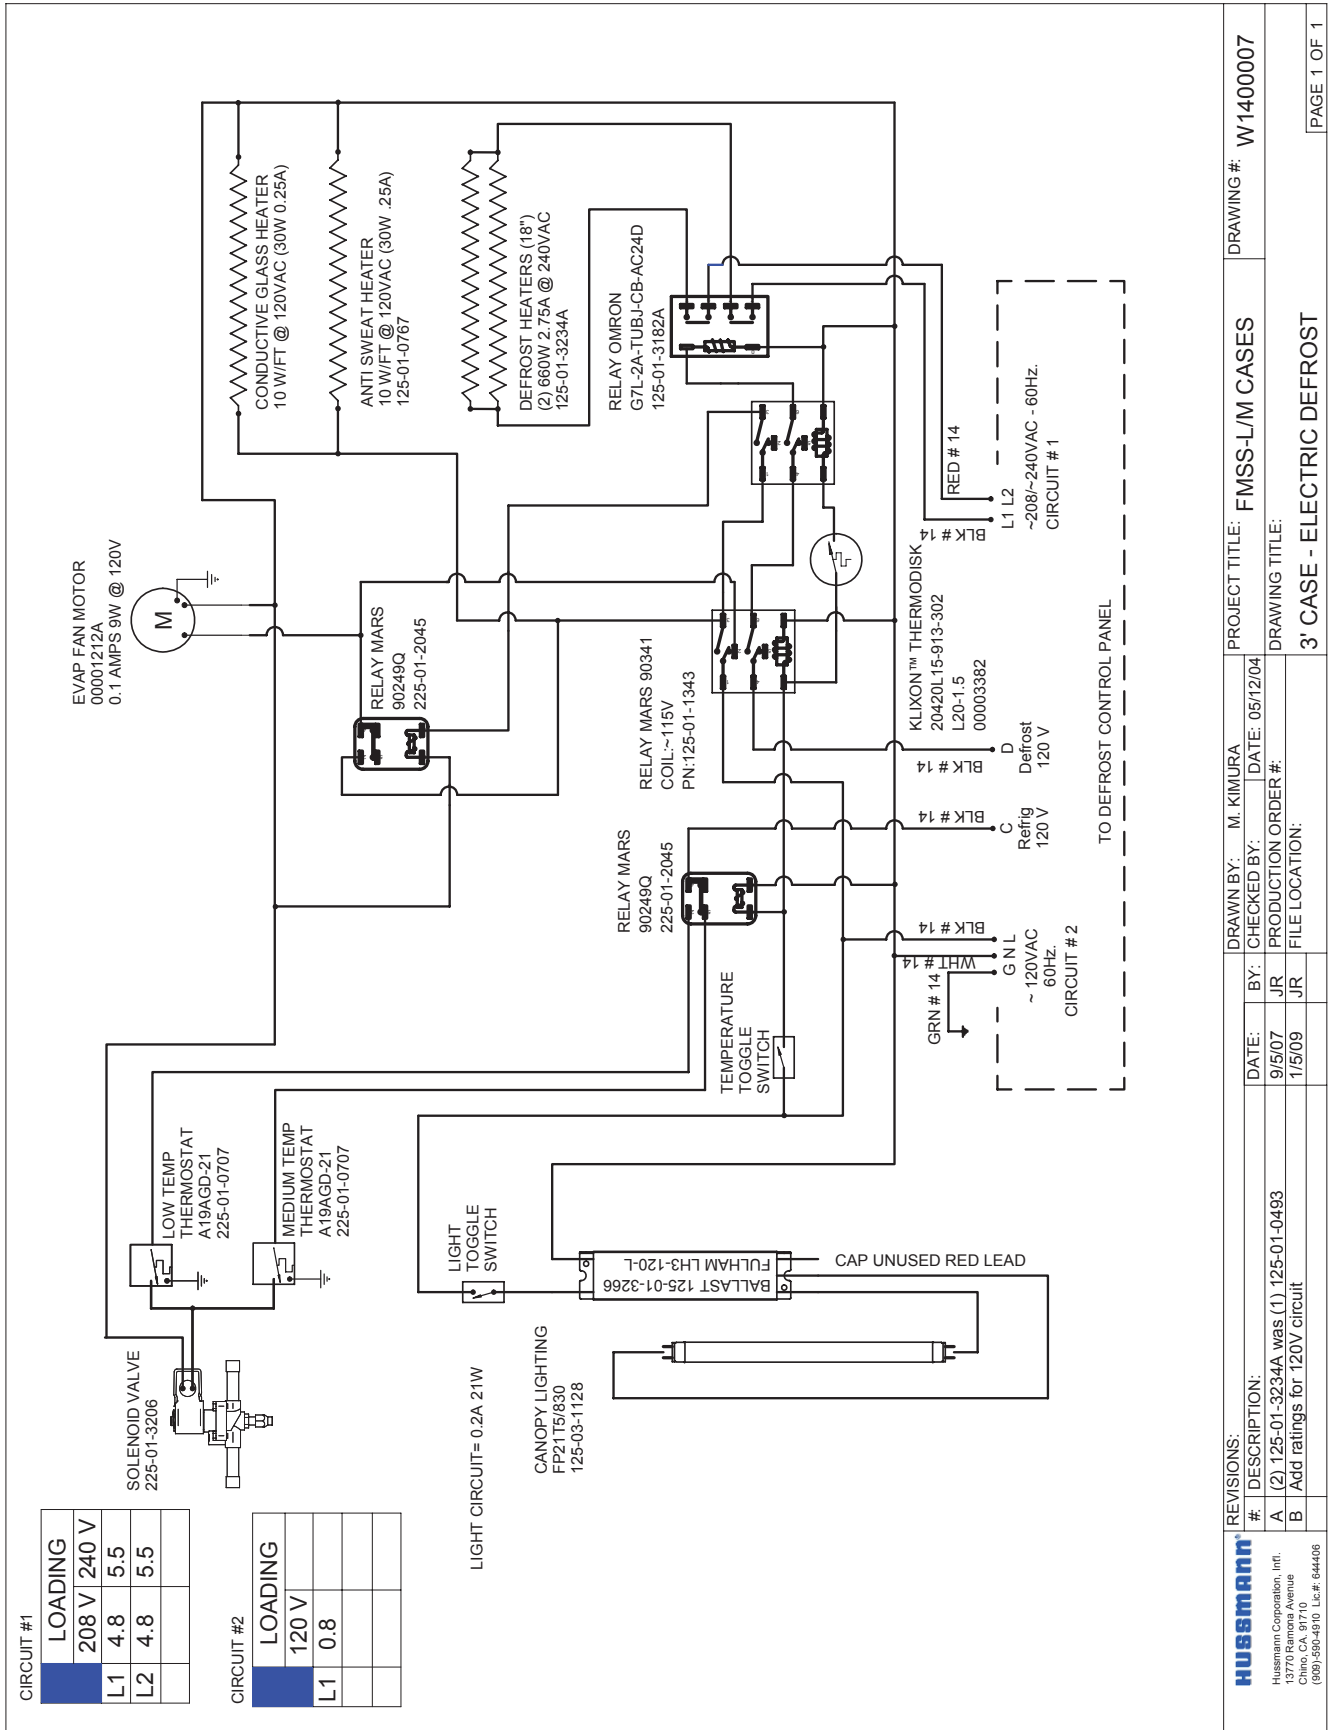 CIRCUIT #1
LOADING
208 V 240 V
L1 4.8 5.5
L2 4.8 5.5
CIRCUIT #2
LOADING
120 V
L1 0.8
SOLENOID VALVE
225-01-3206
LOW TEMP
THERMOSTAT
A19AGD-21
225-01-0707
MEDIUM TEMP
THERMOSTAT
A19AGD-21
225-01-0707
EVAP FAN MOTOR
00001212A
0.1 AMPS 9W @ 120V
M
CONDUCTIVE GLASS HEATER
10 W/FT @ 120VAC (30W 0.25A)
ANTI SWEAT HEATER
10 W/FT @ 120VAC (30W .25A)
125-01-0767
DEFROST HEATERS (18")
(2) 660W 2.75A @ 240VAC
125-01-3234A
RELAY OMRON
G7L-2A-TUBJ-CB-AC24D
125-01-3182A
RELAY MARS
90249Q
225-01-2045
RELAY MARS 90341
COIL:~115V
PN:125-01-1343
RELAY MARS
90249Q
225-01-2045
LIGHT
TOGGLE
SWITCH
TEMPERATURE
TOGGLE
SWITCH
LIGHT CIRCUIT= 0.2A 21W
CANOPY LIGHTING
FP21T5/830
125-03-1128
BALLAST 125-01-3266
FULHAM LH3-120-L
CAP UNUSED RED LEAD
KLIXON™ THERMODISK
20420L15-913-302
L20-1.5
00003382
GRN # 14
WHT # 14
BLK # 14
BLK # 14
BLK # 14
BLK # 14
RED # 14
G N L
~ 120VAC
60Hz.
CIRCUIT # 2
C
Refrig
120 V
D
Defrost
120 V
L1 L2
~208/~240VAC - 60Hz.
CIRCUIT # 1
TO DEFROST CONTROL PANEL
HUSSMANN
Hussmann Corporation, Intl.
13770 Ramona Avenue
Chino, CA. 91710
(909)-590-4910 Lic.#: 644406
REVISIONS:
#: DESCRIPTION: DATE: BY:
A (2) 125-01-3234A was (1) 125-01-0493 9/5/07 JR
B Add ratings for 120V circuit 1/5/09 JR
DRAWN BY: M. KIMURA
CHECKED BY: DATE: 05/12/04
PRODUCTION ORDER #:
FILE LOCATION:
PROJECT TITLE: FMSS-L/M CASES
DRAWING #: W1400007
DRAWING TITLE:
3' CASE - ELECTRIC DEFROST
PAGE 1 OF 1